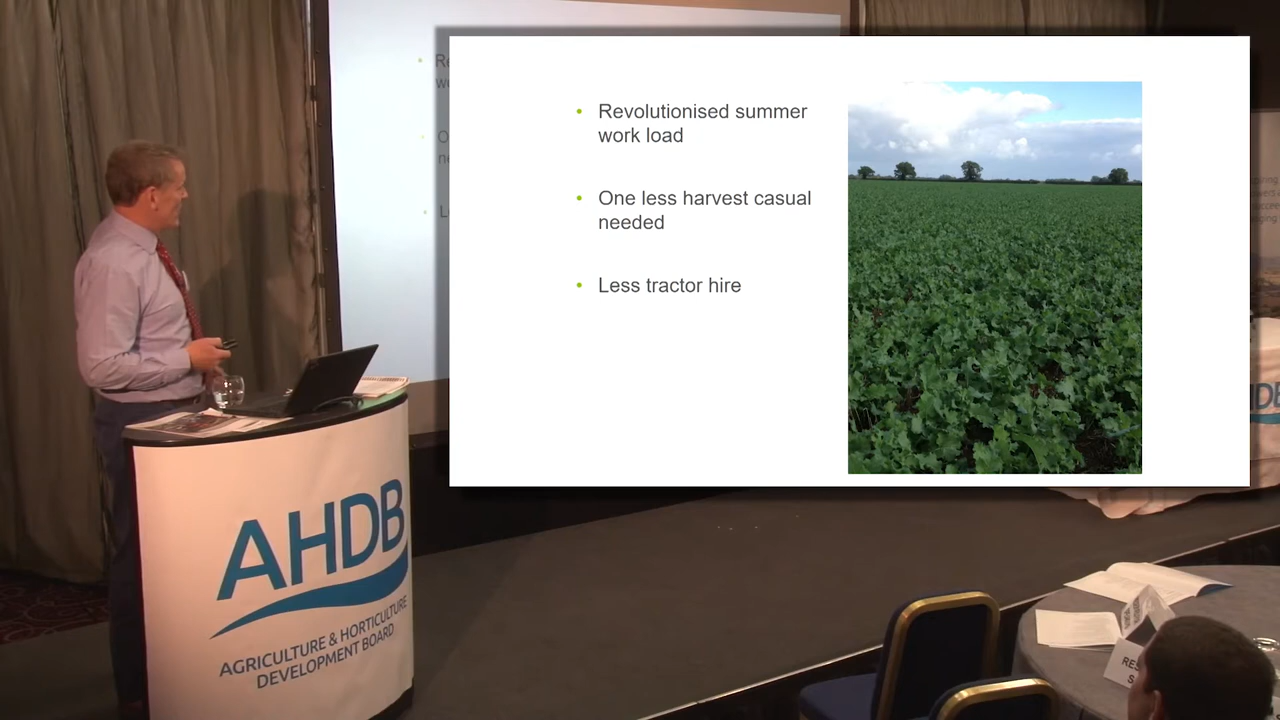 Revolutionised summer
work load
One less harvest casual
needed
Less tractor hire
AHDB
AGRICULTURE & HORTICULTURE
DEVELOPMENT BOARD